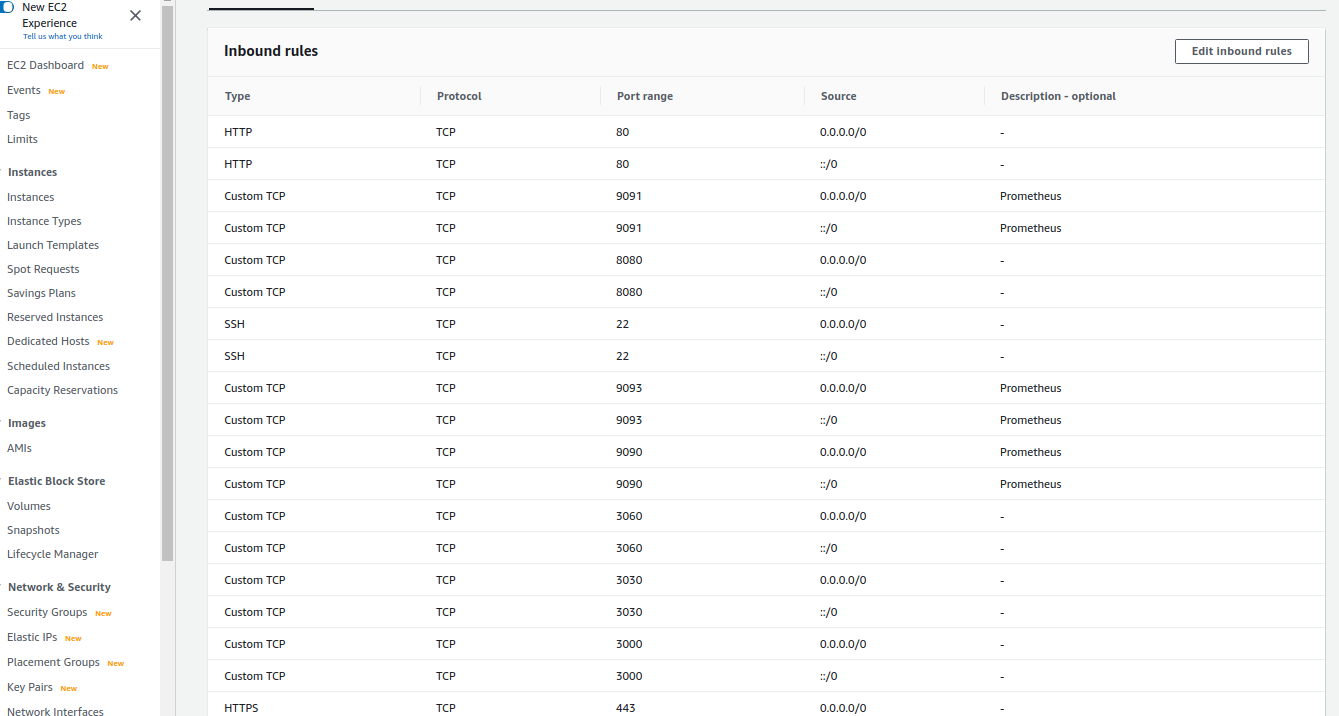 New EC2
Experience
Tell us what you think
EC2 Dashboard New
Events New
Tags
Limits
Instances
Instances
Instance Types
Launch Templates
Spot Requests
Savings Plans
Reserved Instances
Dedicated Hosts New
Scheduled Instances
Capacity Reservations
Images
AMIs
Elastic Block Store
Volumes
Snapshots
Lifecycle Manager
Network & Security
Security Groups New
Elastic IPs New
Placement Groups New
Key Pairs New
Network Interfaces
Inbound rules
Edit inbound rules
Type Protocol Port range Source Description - optional
HTTP TCP 80 0.0.0.0/0 -
HTTP TCP 80 ::/0 -
Custom TCP TCP 9091 0.0.0.0/0 Prometheus
Custom TCP TCP 9091 ::/0 Prometheus
Custom TCP TCP 8080 0.0.0.0/0 -
Custom TCP TCP 8080 ::/0 -
SSH TCP 22 0.0.0.0/0 -
SSH TCP 22 ::/0 -
Custom TCP TCP 9093 0.0.0.0/0 Prometheus
Custom TCP TCP 9093 ::/0 Prometheus
Custom TCP TCP 9090 0.0.0.0/0 Prometheus
Custom TCP TCP 9090 ::/0 Prometheus
Custom TCP TCP 3060 0.0.0.0/0 -
Custom TCP TCP 3060 ::/0 -
Custom TCP TCP 3030 0.0.0.0/0 -
Custom TCP TCP 3030 ::/0 -
Custom TCP TCP 3000 0.0.0.0/0 -
Custom TCP TCP 3000 ::/0 -
HTTPS TCP 443 0.0.0.0/0 -